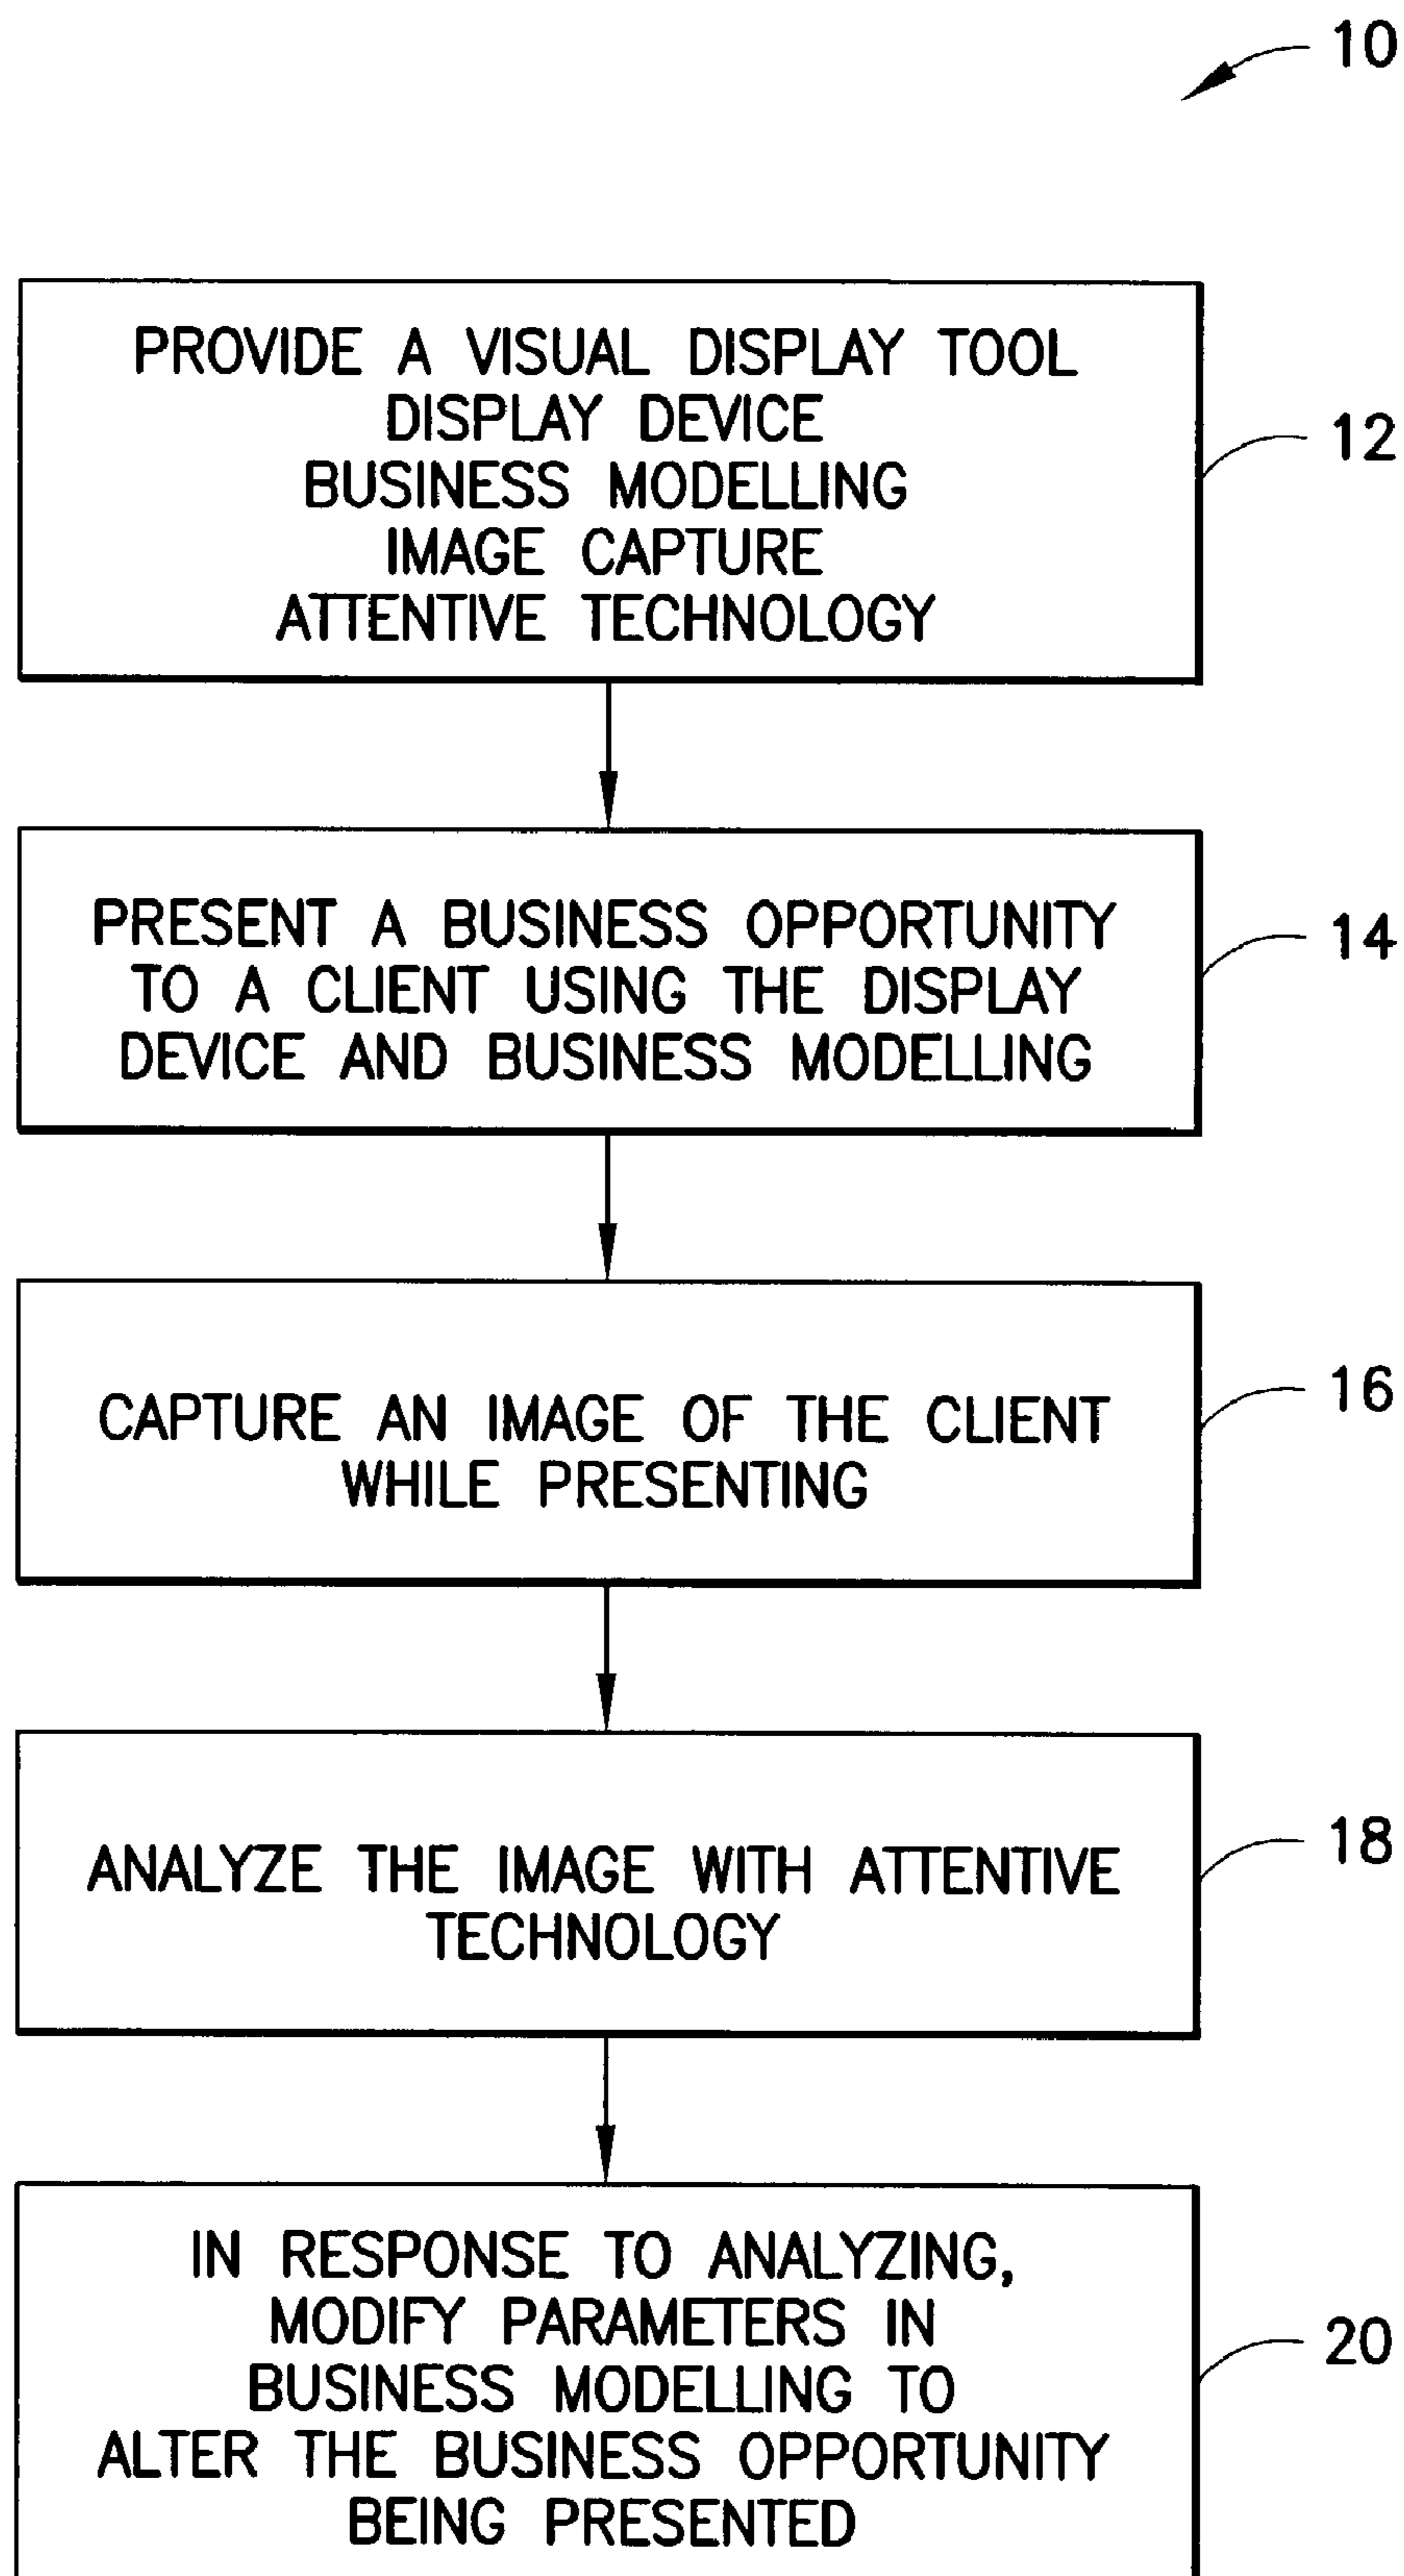 10
PROVIDE A VISUAL DISPLAY TOOL
DISPLAY DEVICE
BUSINESS MODELLING
IMAGE CAPTURE
ATTENTIVE TECHNOLOGY
12
PRESENT A BUSINESS OPPORTUNITY
TO A CLIENT USING THE DISPLAY
DEVICE AND BUSINESS MODELLING
14
CAPTURE AN IMAGE OF THE CLIENT
WHILE PRESENTING
16
ANALYZE THE IMAGE WITH ATTENTIVE
TECHNOLOGY
18
IN RESPONSE TO ANALYZING,
MODIFY PARAMETERS IN
BUSINESS MODELLING TO
ALTER THE BUSINESS OPPORTUNITY
BEING PRESENTED
20